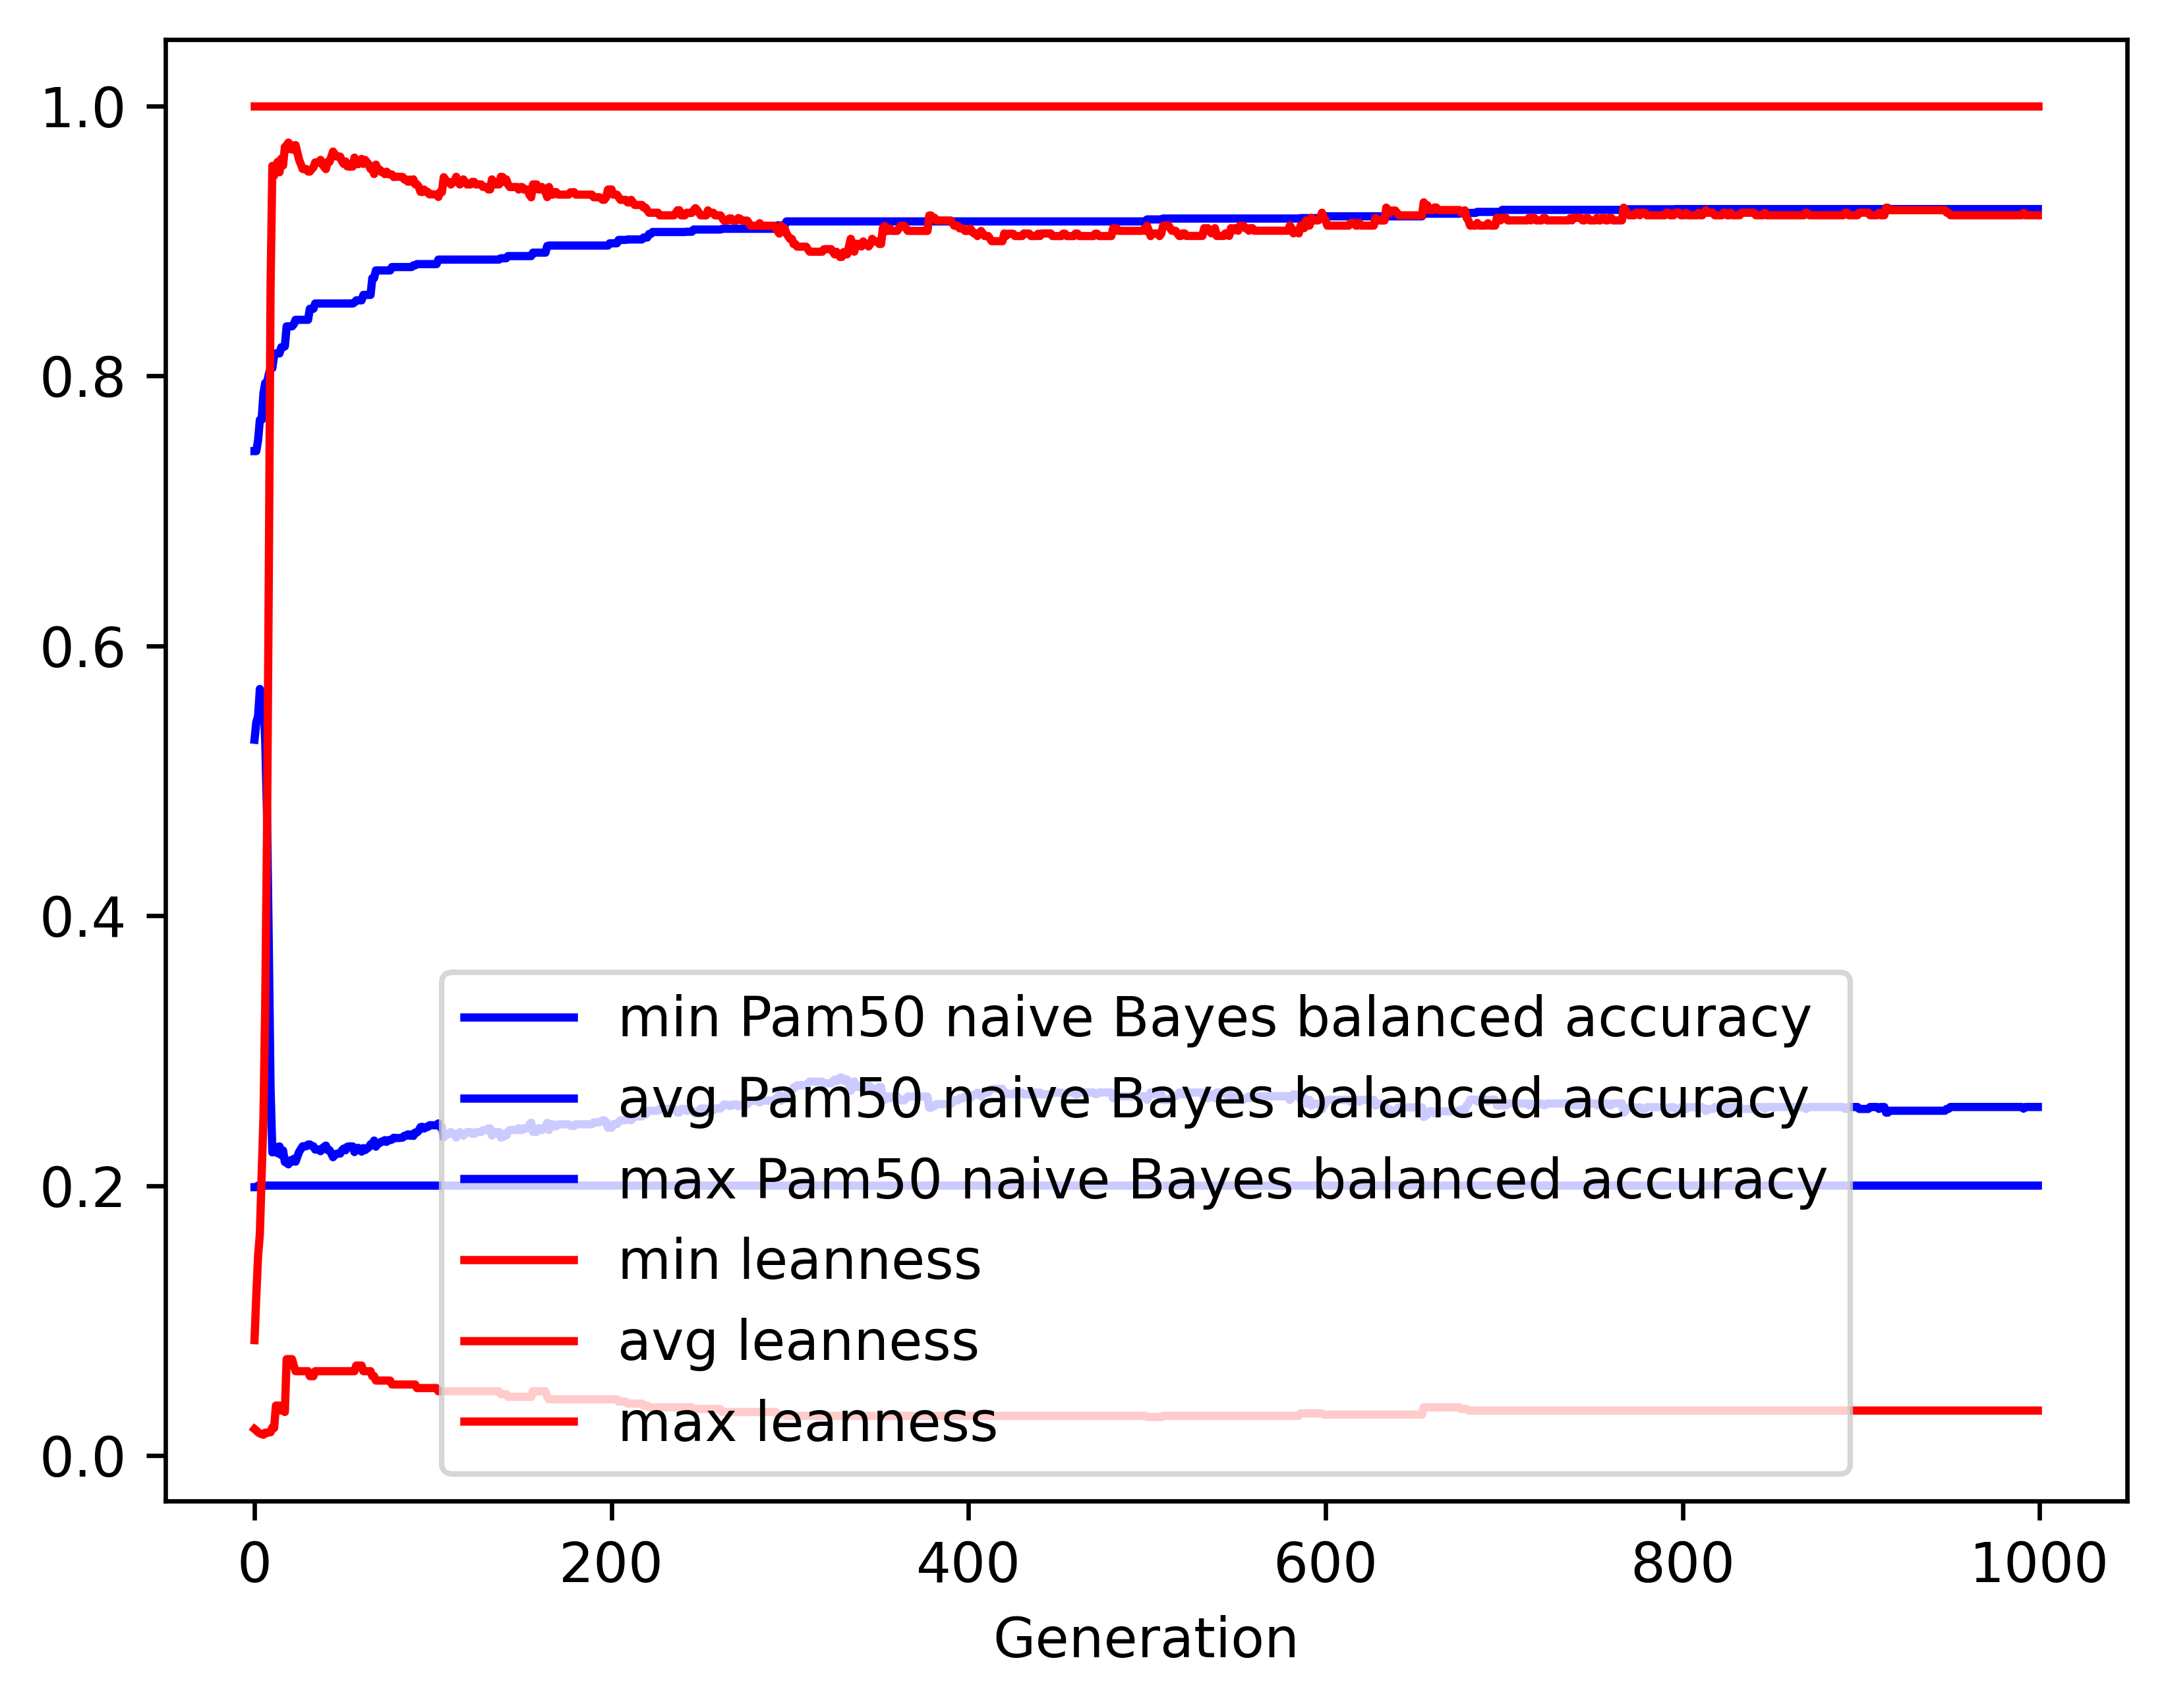 1.0
0.8
0.6
0.4
0.2
0.0
min Pam50 naive Bayes balanced accuracy
avg Pam50 naive Bayes balanced accuracy
max Pam50 naive Bayes balanced accuracy
min leanness
avg leanness
max leanness
0 200 400 600 800 1000
Generation